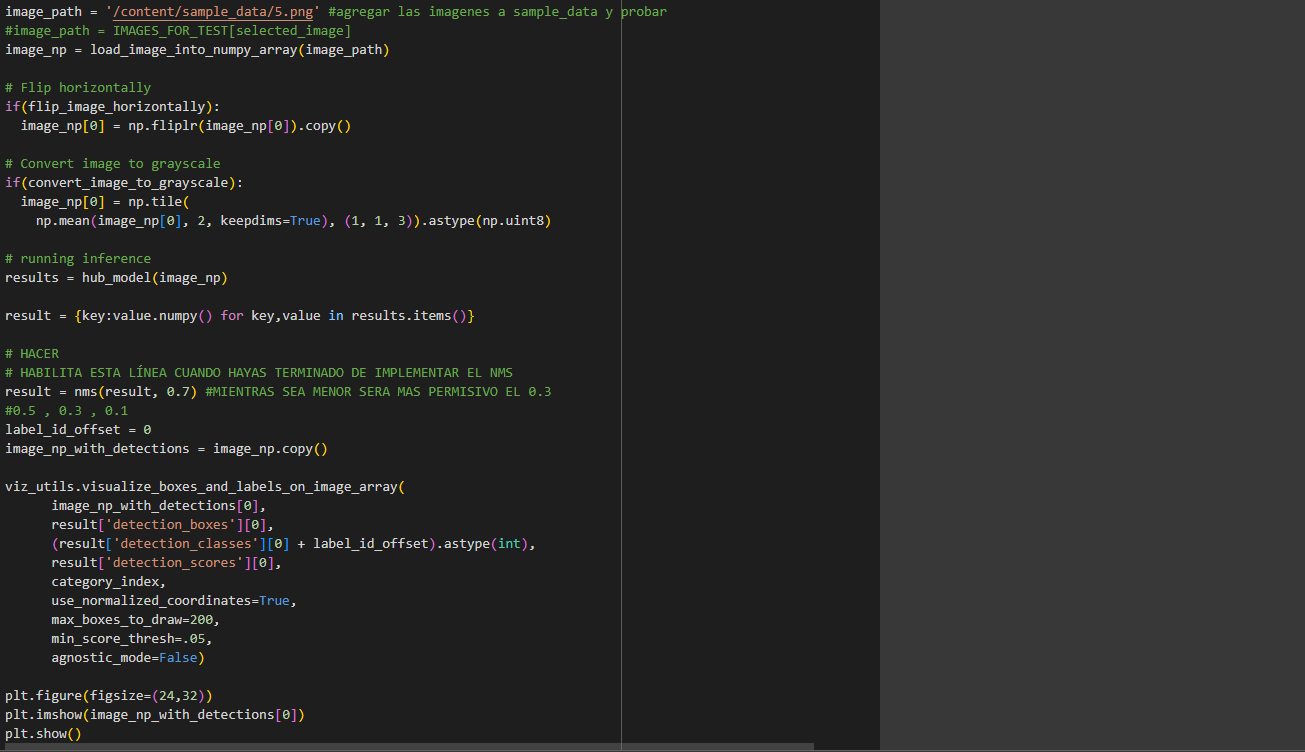 image_path = '/content/sample_data/5.png' #agregar las imagenes a sample_data y probar
#image_path = IMAGES_FOR_TEST[selected_image]
image_np = load_image_into_numpy_array(image_path)
# Flip horizontally
if(flip_image_horizontally):
  image_np[0] = np.fliplr(image_np[0]).copy()
# Convert image to grayscale
if(convert_image_to_grayscale):
  image_np[0] = np.tile(
    np.mean(image_np[0], 2, keepdims=True), (1, 1, 3)).astype(np.uint8)
# running inference
results = hub_model(image_np)
result = {key:value.numpy() for key,value in results.items()}
# HACER
# HABILITA ESTA LÍNEA CUANDO HAYAS TERMINADO DE IMPLEMENTAR EL NMS
result = nms(result, 0.7) #MIENTRAS SEA MENOR SERA MAS PERMISIVO EL 0.3
#0.5 , 0.3 , 0.1
label_id_offset = 0
image_np_with_detections = image_np.copy()
viz_utils.visualize_boxes_and_labels_on_image_array(
      image_np_with_detections[0],
      result['detection_boxes'][0],
      (result['detection_classes'][0] + label_id_offset).astype(int),
      result['detection_scores'][0],
      category_index,
      use_normalized_coordinates=True,
      max_boxes_to_draw=200,
      min_score_thresh=.05,
      agnostic_mode=False)
plt.figure(figsize=(24,32))
plt.imshow(image_np_with_detections[0])
plt.show()